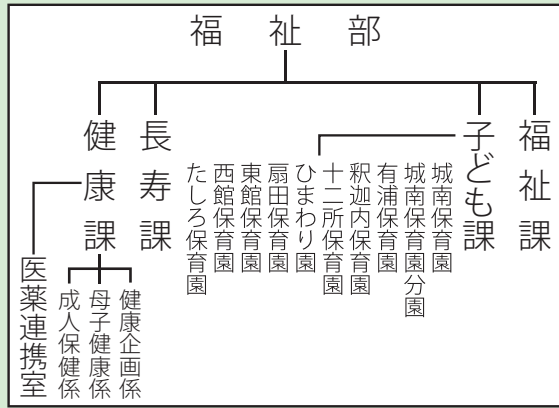 福祉部
福祉課
子ども課
城南保育園
城南保育園分園
有浦保育園
釈迦内保育園
十二所保育園
ひまわり園
扇田保育園
東館保育園
西館保育園
たしろ保育園
長寿課
健康課
健康企画係
母子健康係
成人保健係
医薬連携室